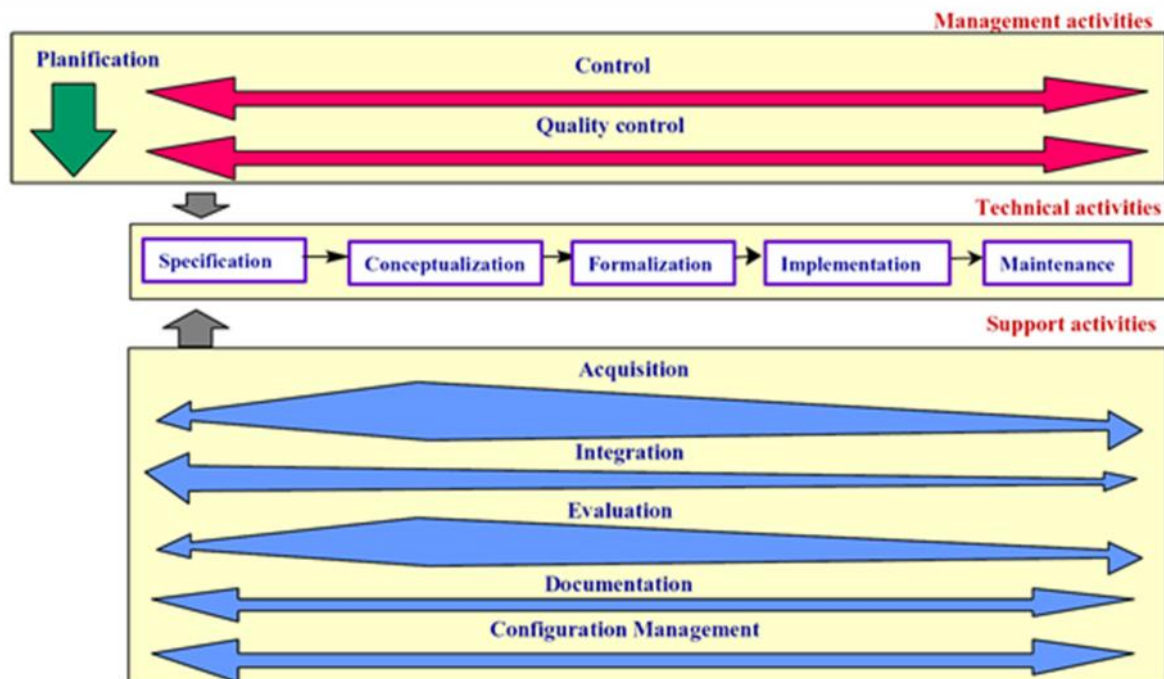 Management activities
Planification
Control
Quality control
Technical activities
Specification
Conceptualization
Formalization
Implementation
Maintenance
Support activities
Acquisition
Integration
Evaluation
Documentation
Configuration Management